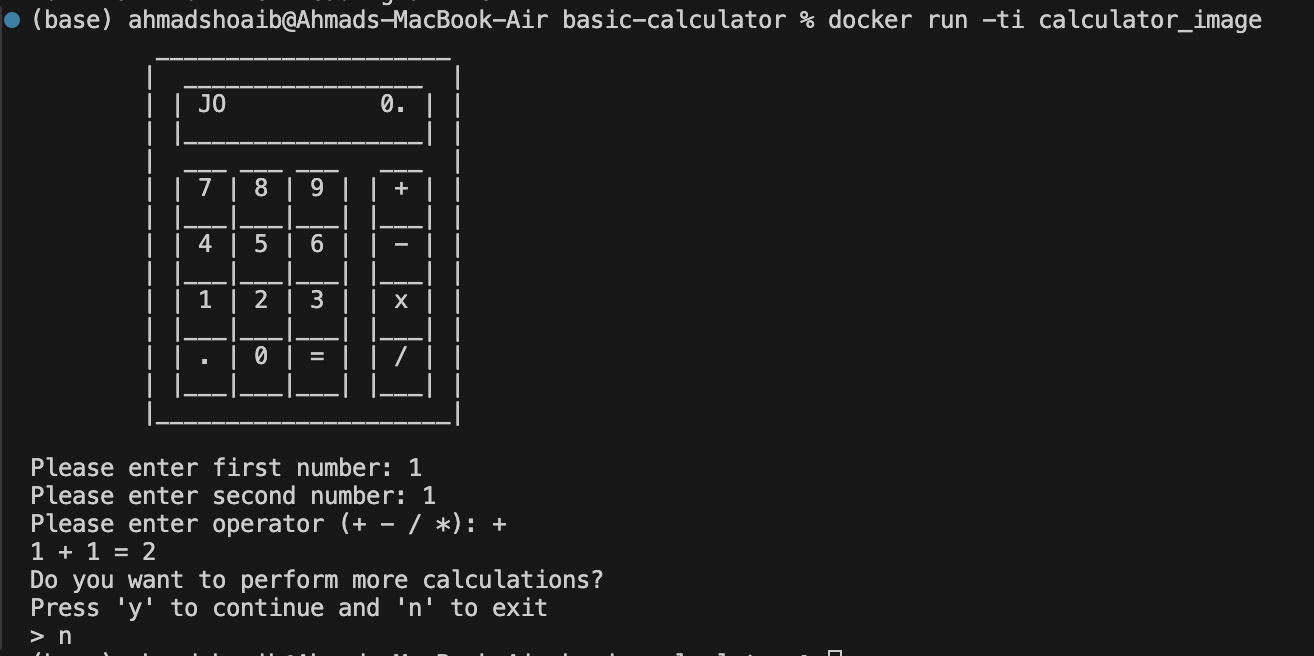 (base) ahmadshoaib@Ahmads-MacBook-Air basic-calculator % docker run -ti calculator_image
JO 0.
7 8 9 +
4 5 6 -
1 2 3 x
. 0 = /
Please enter first number: 1
Please enter second number: 1
Please enter operator (+ - / *): +
1 + 1 = 2
Do you want to perform more calculations?
Press 'y' to continue and 'n' to exit
> n